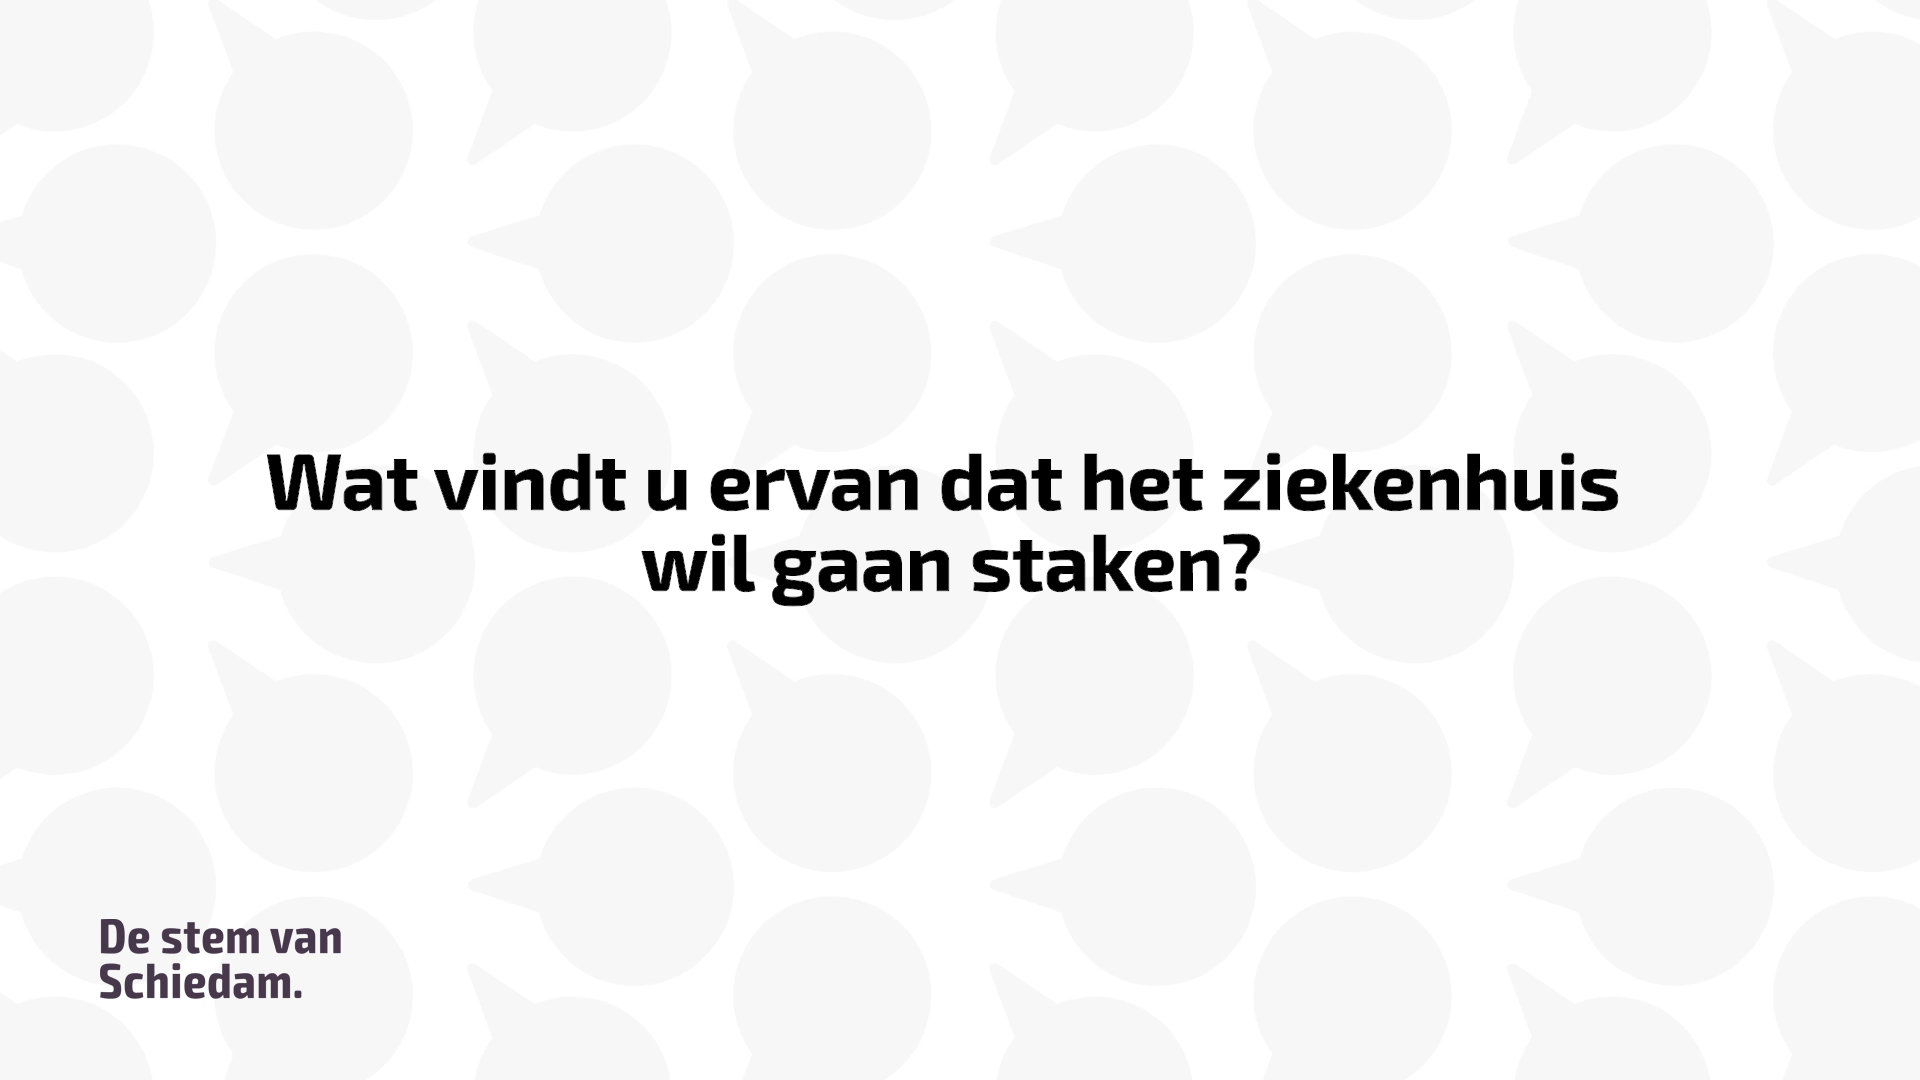 Wat vindt u ervan dat het ziekenhuis
wil gaan staken?
De stem van
Schiedam.